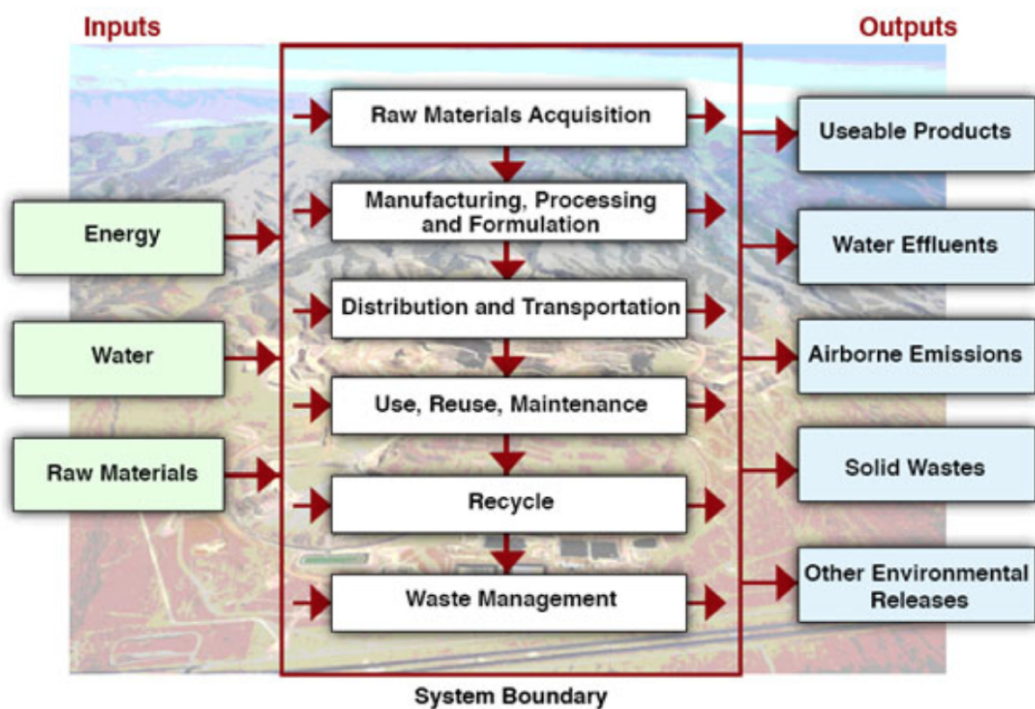 Inputs
Outputs
Raw Materials Acquisition
Manufacturing, Processing
and Formulation
Distribution and Transportation
Use, Reuse, Maintenance
Recycle
Waste Management
Energy
Water
Raw Materials
Useable Products
Water Effluents
Airborne Emissions
Solid Wastes
Other Environmental
Releases
System Boundary